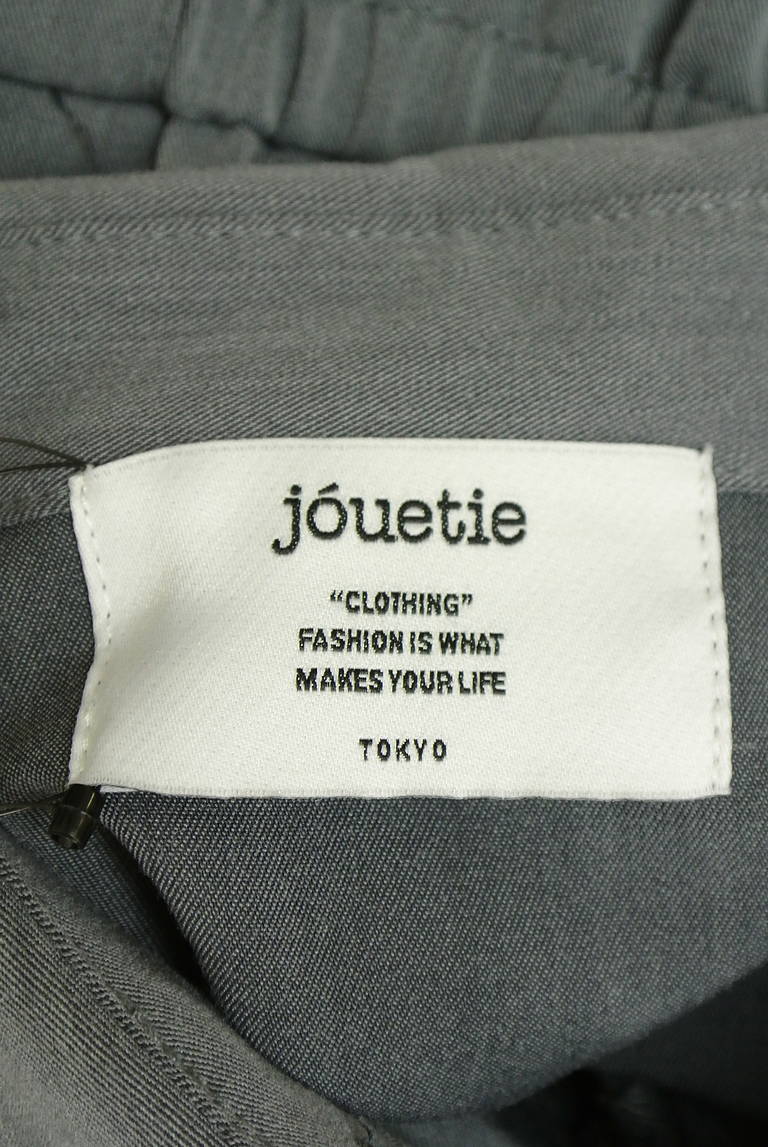 jóuetie
“CLOTHING”
FASHION IS WHAT
MAKES YOUR LIFE
TOKYO